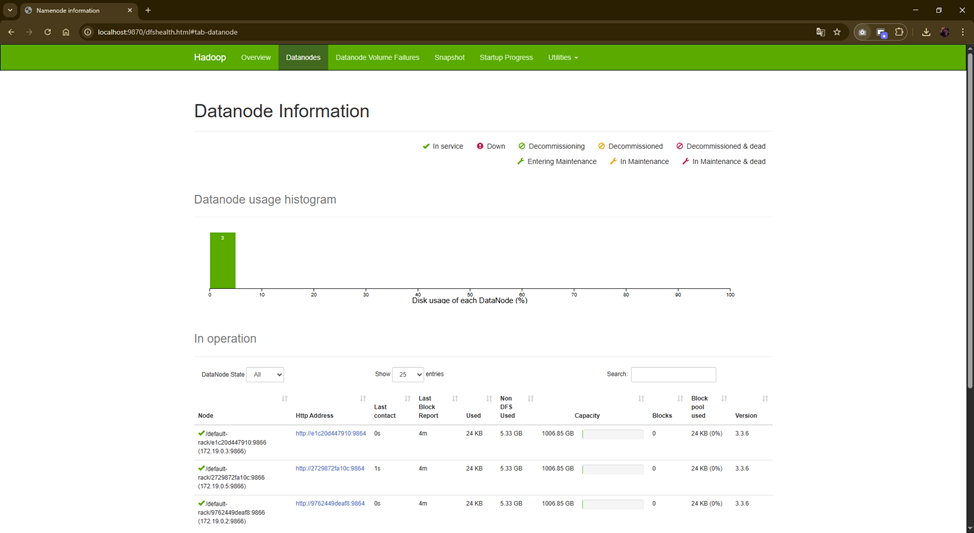 Namenode information
localhost:9870/dfshealth.html#tab-datanode
Hadoop Overview Datanodes Datanode Volume Failures Snapshot Startup Progress Utilities
Datanode Information
In service Down Decommissioning Decommissioned Decommissioned & dead
Entering Maintenance In Maintenance In Maintenance & dead
Datanode usage histogram
3
0 10 20 30 40 50 60 70 80 90 100
Disk usage of each DataNode (%)
In operation
DataNode State All Show 25 entries Search:
Node Http Address Last contact Last Block Report Used Non DFS Used Capacity Blocks Block pool used Version
/default-rack/e1c20d447910:9866 (172.19.0.3:9866) http://e1c20d447910:9864 0s 4m 24 KB 5.33 GB 1006.85 GB 0 24 KB (0%) 3.3.6
/default-rack/2729872fa10c:9866 (172.19.0.5:9866) http://2729872fa10c:9864 1s 4m 24 KB 5.33 GB 1006.85 GB 0 24 KB (0%) 3.3.6
/default-rack/9762449deaf8:9866 (172.19.0.2:9866) http://9762449deaf8:9864 0s 4m 24 KB 5.33 GB 1006.85 GB 0 24 KB (0%) 3.3.6